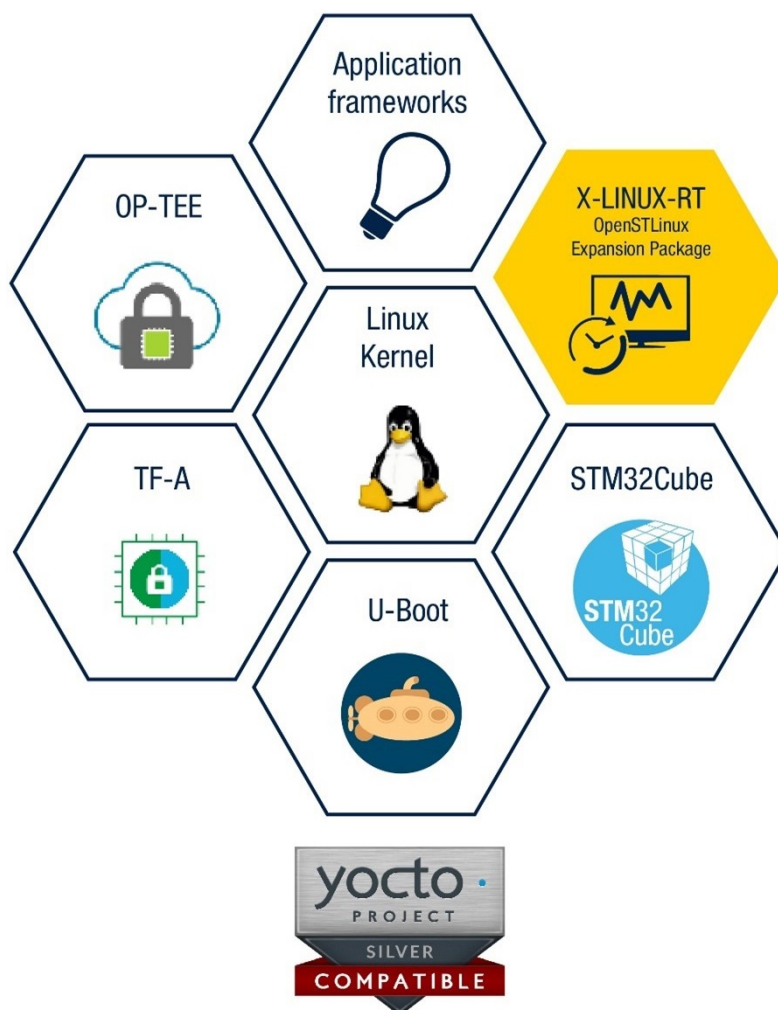 Application
frameworks
OP-TEE
X-LINUX-RT
OpenSTLinux
Expansion Package
Linux
Kernel
TF-A
STM32Cube
STM32
Cube
U-Boot
yocto
PROJECT
SILVER
COMPATIBLE